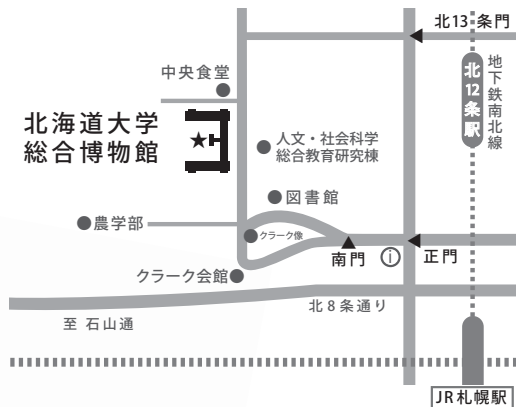 北13条門
地下鉄南北線
北12条駅
中央食堂
北海道大学
総合博物館
人文・社会科学
総合教育研究棟
図書館
農学部
クラーク像
南門
i
正門
クラーク会館
北8条通り
至 石山通
JR札幌駅